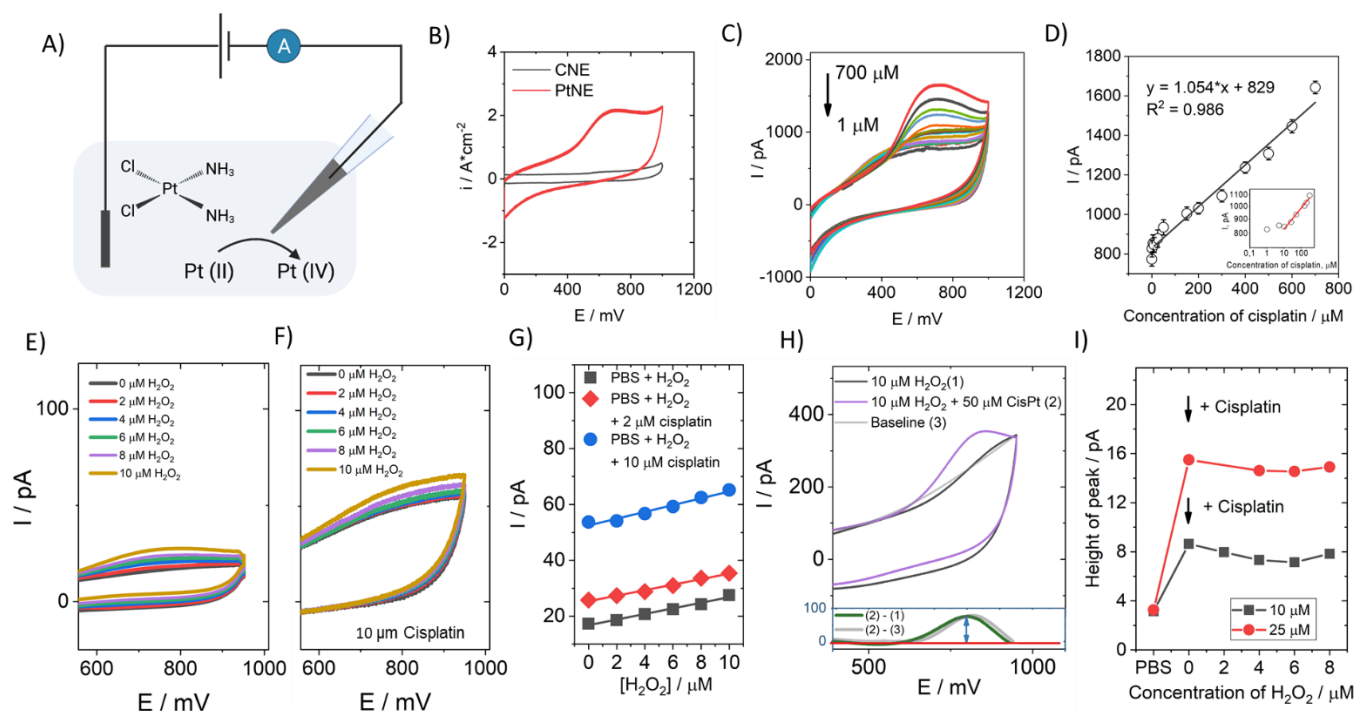 A)
A
Cl
Cl
Pt
NH₃
NH₃
Pt (II)
Pt (IV)
B)
CNE
PtNE
4
2
0
-2
i / A*cm⁻²
0
400
800
1200
E / mV
C)
700 μM
1 μM
2000
1000
0
-1000
I / pA
0
400
800
1200
E / mV
D)
y = 1.054*x + 829
R² = 0.986
1800
1600
1400
1200
1000
800
I / pA
1100
1000
900
800
I, pA
0,1
1
10
100
Concentration of cisplatin, μM
0
200
400
600
800
Concentration of cisplatin / μM
E)
0 μM H₂O₂
2 μM H₂O₂
4 μM H₂O₂
6 μM H₂O₂
8 μM H₂O₂
10 μM H₂O₂
100
0
I / pA
600
800
1000
E / mV
F)
0 μM H₂O₂
2 μM H₂O₂
4 μM H₂O₂
6 μM H₂O₂
8 μM H₂O₂
10 μM H₂O₂
10 μm Cisplatin
600
800
1000
E / mV
G)
PBS + H₂O₂
PBS + H₂O₂
+ 2 μM cisplatin
PBS + H₂O₂
+ 10 μM cisplatin
100
80
60
40
20
I / pA
0
2
4
6
8
10
[H₂O₂] / μM
H)
10 μM H₂O₂(1)
10 μM H₂O₂ + 50 μM CisPt (2)
Baseline (3)
300
0
I / pA
100
0
(2) - (1)
(2) - (3)
500
1000
E / mV
I)
+ Cisplatin
+ Cisplatin
10 μM
25 μM
20
16
12
8
4
0
Height of peak / pA
PBS
0
2
4
6
8
Concentration of H₂O₂ / μM